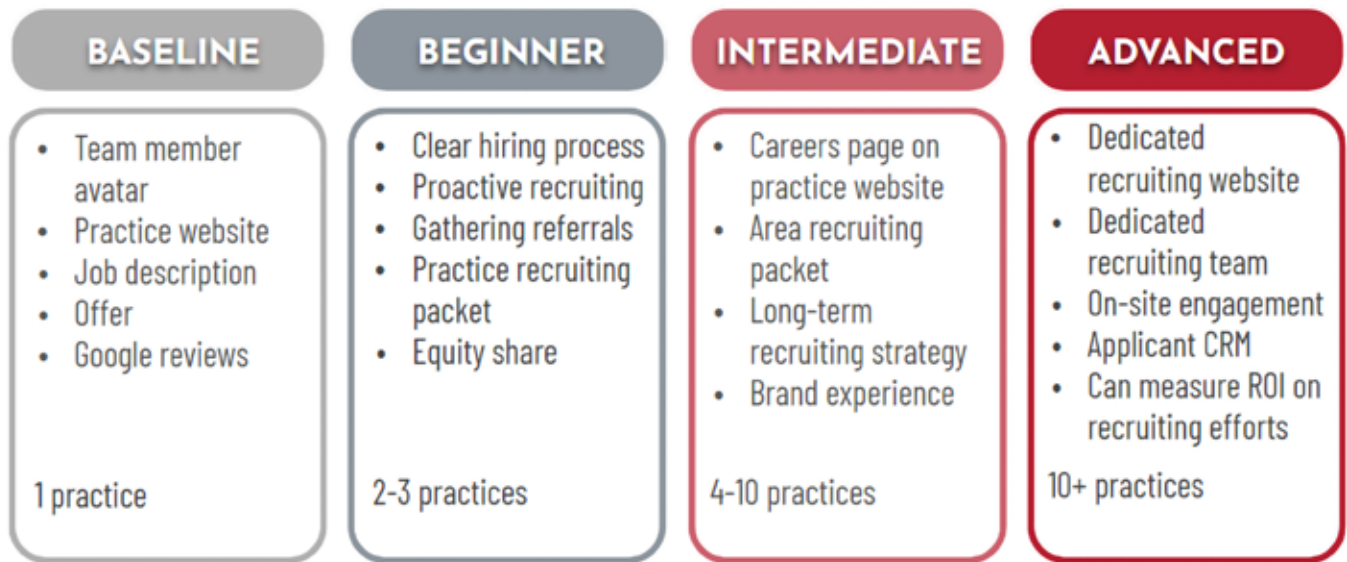 BASELINE
• Team member
avatar
• Practice website
• Job description
• Offer
• Google reviews
1 practice
BEGINNER
• Clear hiring process
• Proactive recruiting
• Gathering referrals
• Practice recruiting
packet
• Equity share
2-3 practices
INTERMEDIATE
• Careers page on
practice website
• Area recruiting
packet
• Long-term
recruiting strategy
• Brand experience
4-10 practices
ADVANCED
• Dedicated
recruiting website
• Dedicated
recruiting team
• On-site engagement
• Applicant CRM
• Can measure ROI on
recruiting efforts
10+ practices